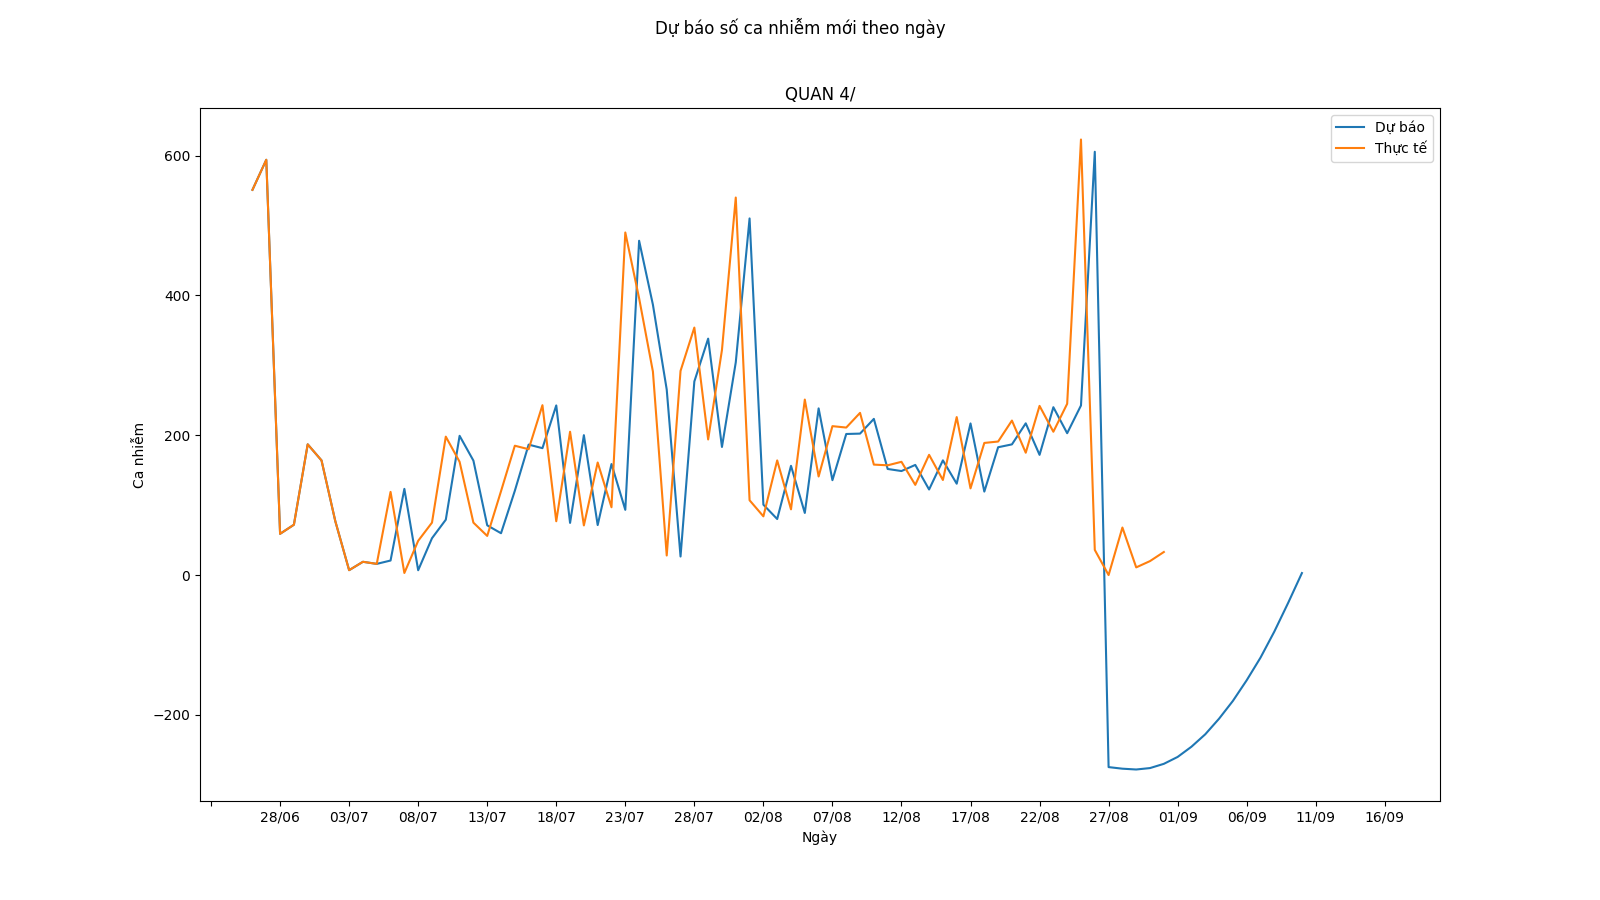 Dự báo số ca nhiễm mới theo ngày
QUAN 4/
Dự báo
Thực tế
600
400
200
0
−200
Ca nhiễm
28/06 03/07 08/07 13/07 18/07 23/07 28/07 02/08 07/08 12/08 17/08 22/08 27/08 01/09 06/09 11/09 16/09
Ngày